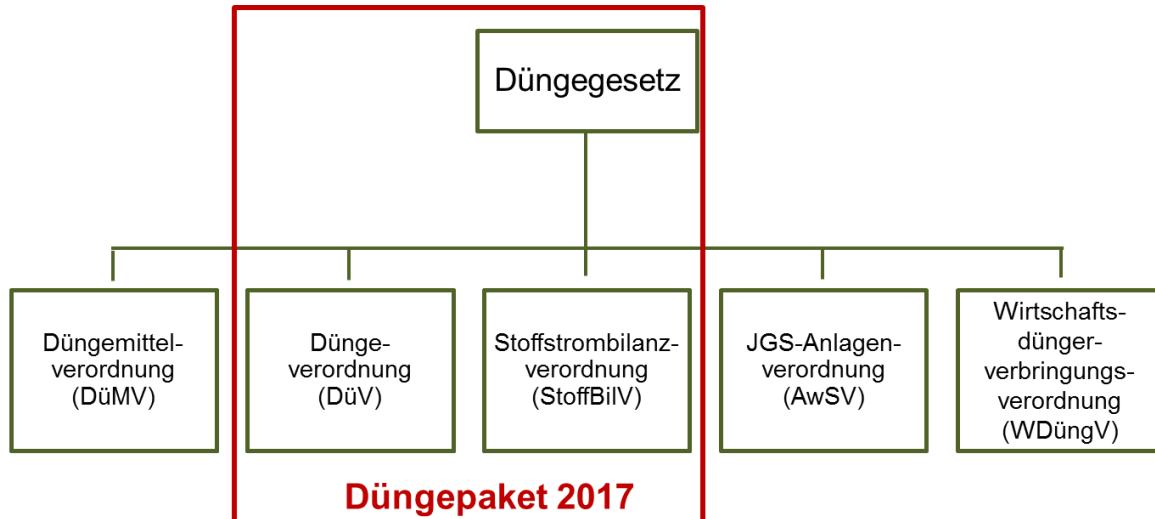 Düngegesetz
Düngemittel-
verordnung
(DüMV)
Dünge-
verordnung
(DüV)
Stoffstrombilanz-
verordnung
(StoffBilV)
JGS-Anlagen-
verordnung
(AwSV)
Wirtschafts-
dünger-
verbringungs-
verordnung
(WDüngV)
Düngepaket 2017